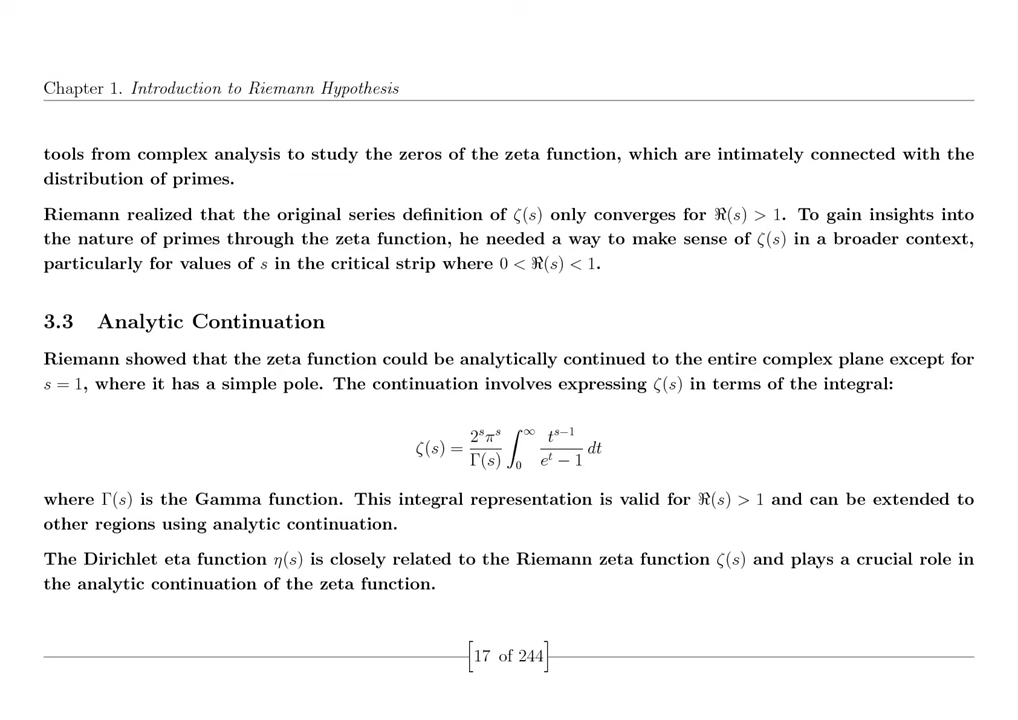 Chapter 1. Introduction to Riemann Hypothesis
tools from complex analysis to study the zeros of the zeta function, which are intimately connected with the
distribution of primes.
Riemann realized that the original series definition of ζ(s) only converges for ℜ(s) > 1. To gain insights into
the nature of primes through the zeta function, he needed a way to make sense of ζ(s) in a broader context,
particularly for values of s in the critical strip where 0 < ℜ(s) < 1.
3.3 Analytic Continuation
Riemann showed that the zeta function could be analytically continued to the entire complex plane except for
s = 1, where it has a simple pole. The continuation involves expressing ζ(s) in terms of the integral:
ζ(s) = \frac{2^s π^s}{Γ(s)} \int_0^∞ \frac{t^{s−1}}{e^t − 1} dt
where Γ(s) is the Gamma function. This integral representation is valid for ℜ(s) > 1 and can be extended to
other regions using analytic continuation.
The Dirichlet eta function η(s) is closely related to the Riemann zeta function ζ(s) and plays a crucial role in
the analytic continuation of the zeta function.
[17 of 244]